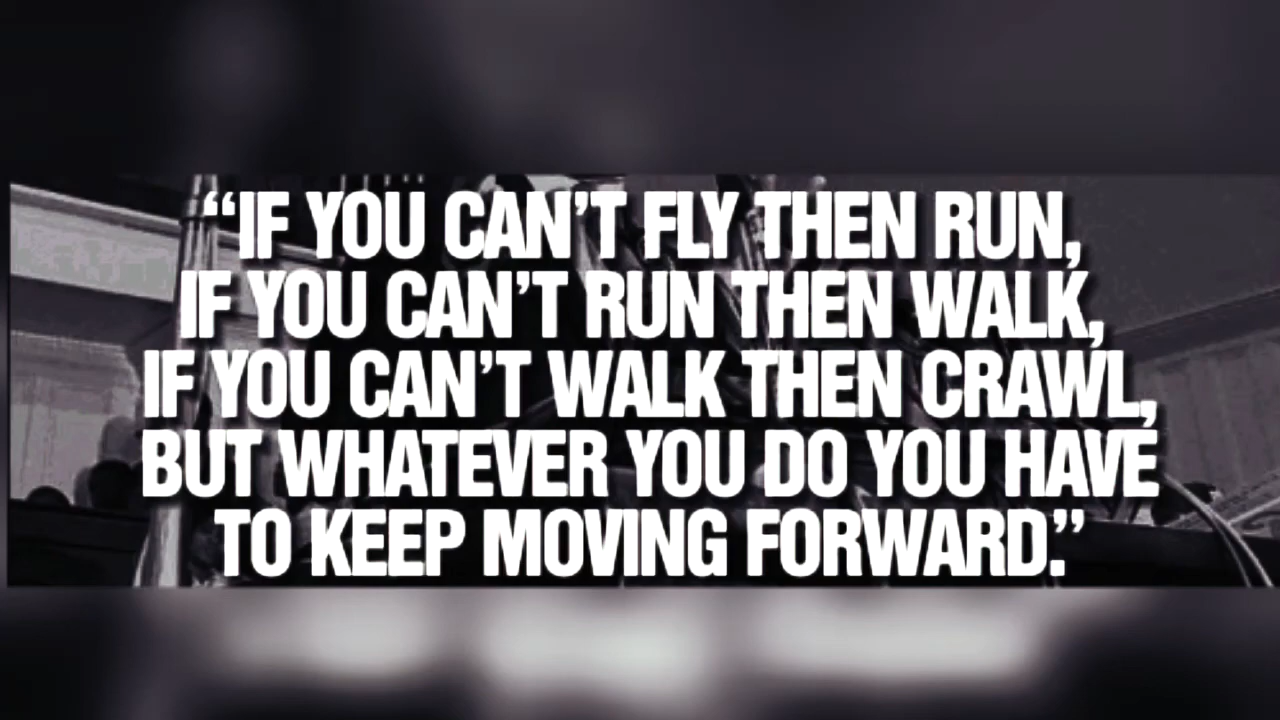 “IF YOU CAN’T FLY THEN RUN,
IF YOU CAN’T RUN THEN WALK,
IF YOU CAN’T WALK THEN CRAWL,
BUT WHATEVER YOU DO YOU HAVE
TO KEEP MOVING FORWARD.”